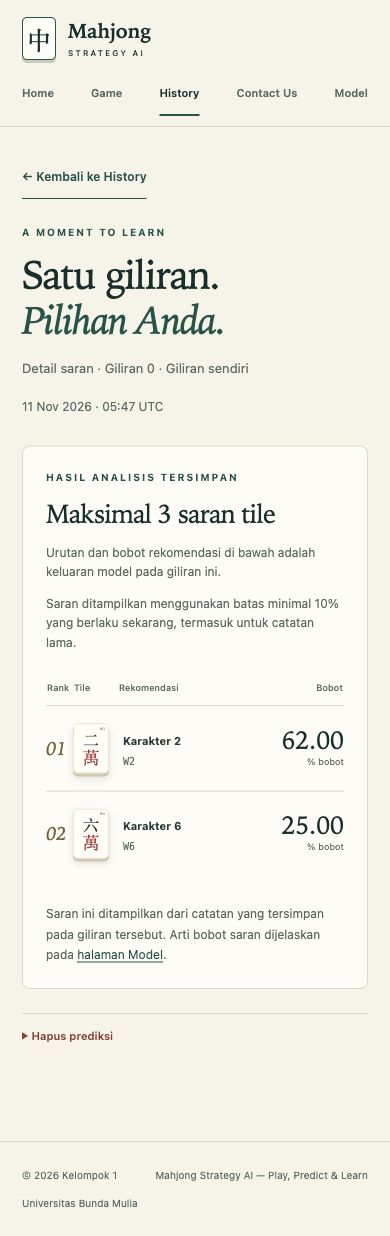 中
Mahjong
STRATEGY AI
Home Game History Contact Us Model
← Kembali ke History
A MOMENT TO LEARN
Satu giliran.
Pilihan Anda.
Detail saran · Giliran 0 · Giliran sendiri
11 Nov 2026 · 05:47 UTC
HASIL ANALISIS TERSIMPAN
Maksimal 3 saran tile
Urutan dan bobot rekomendasi di bawah adalah
keluaran model pada giliran ini.
Saran ditampilkan menggunakan batas minimal 10%
yang berlaku sekarang, termasuk untuk catatan
lama.
Rank Tile Rekomendasi Bobot
01 二萬 W2 Karakter 2 62.00
W2 % bobot
02 六萬 W6 Karakter 6 25.00
W6 % bobot
Saran ini ditampilkan dari catatan yang tersimpan
pada giliran tersebut. Arti bobot saran dijelaskan
pada halaman Model.
Hapus prediksi
© 2026 Kelompok 1 Mahjong Strategy AI — Play, Predict & Learn
Universitas Bunda Mulia